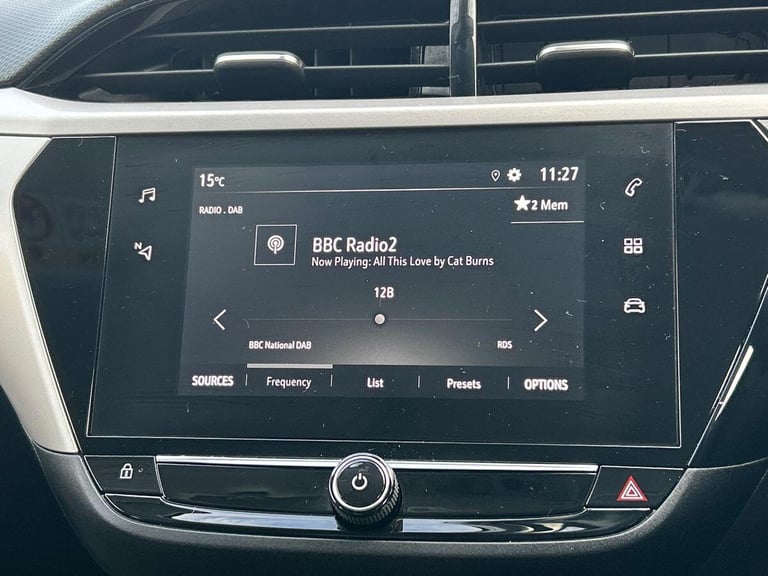 15°C
11:27
RADIO . DAB
★2 Mem
BBC Radio2
Now Playing: All This Love by Cat Burns
12B
BBC National DAB
RDS
SOURCES
Frequency
List
Presets
OPTIONS
N